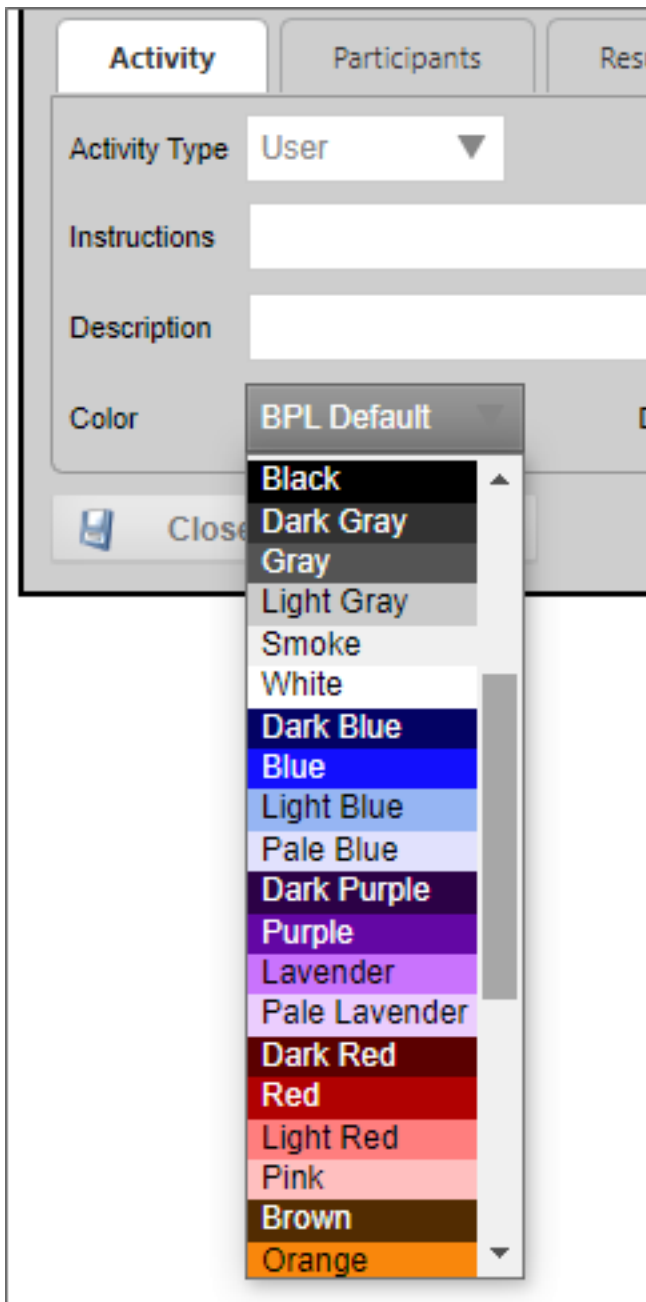 Activity Participants Res
Activity Type User
Instructions
Description
Color BPL Default
Close
Black
Dark Gray
Gray
Light Gray
Smoke
White
Dark Blue
Blue
Light Blue
Pale Blue
Dark Purple
Purple
Lavender
Pale Lavender
Dark Red
Red
Light Red
Pink
Brown
Orange